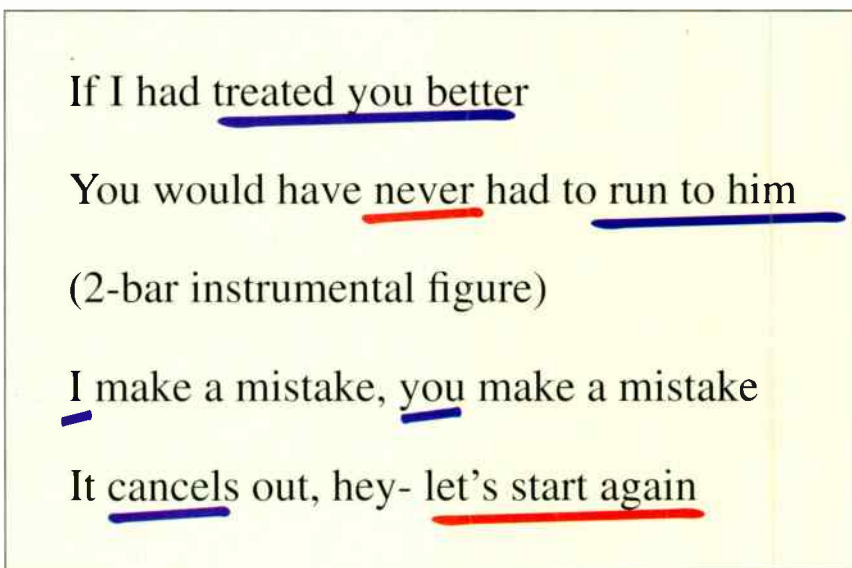 If I had treated you better
You would have never had to run to him
(2-bar instrumental figure)
I make a mistake, you make a mistake
It cancels out, hey- let's start again